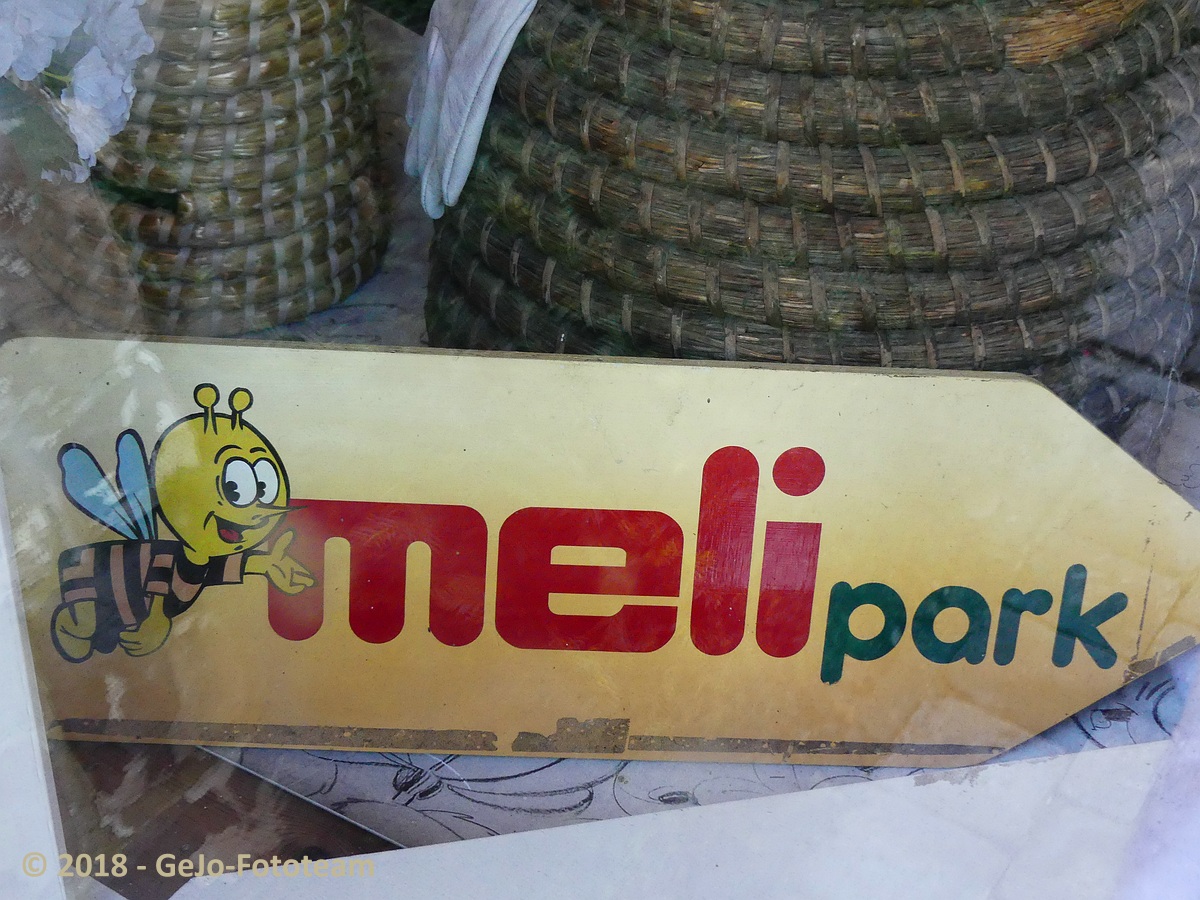 meli park
© 2018 - GeJo-Fototeam